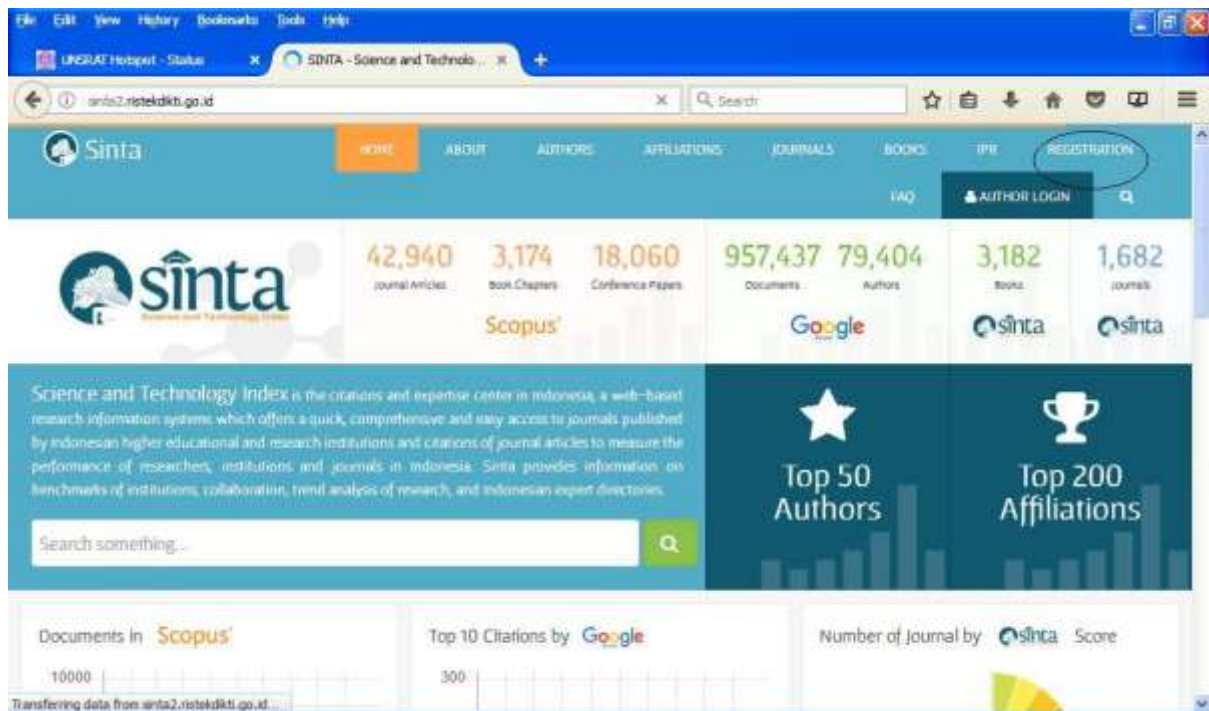 File Edit View History Bookmarks Tools Help
UNSRAT Hotspot - Status
SINTA - Science and Technolo...
sinta2.ristekdikti.go.id
Search
Sinta
HOME ABOUT AUTHORS AFFILIATIONS JOURNALS BOOKS IPR REGISTRATION
FAQ AUTHOR LOGIN
sînta
Science and Technology Index
42,940 3,174 18,060 957,437 79,404 3,182 1,682
Journal Articles Book Chapters Conference Papers Documents Authors Books Journals
Scopus Google sînta sînta
Science and Technology Index is the citations and expertise center in Indonesia, a web-based
research information systems which offers a quick, comprehensive and easy access to journals published
by Indonesian higher educational and research institutions and citations of journal articles to measure the
performance of researchers, institutions and journals in Indonesia. Sinta provides information on
benchmarks of institutions, collaboration, trend analysis of research, and Indonesian expert directories.
Search something...
Top 50
Authors
Top 200
Affiliations
Documents in Scopus
Top 10 Citations by Google
Number of Journal by sînta Score
10000
300
Transferring data from sinta2.ristekdikti.go.id...